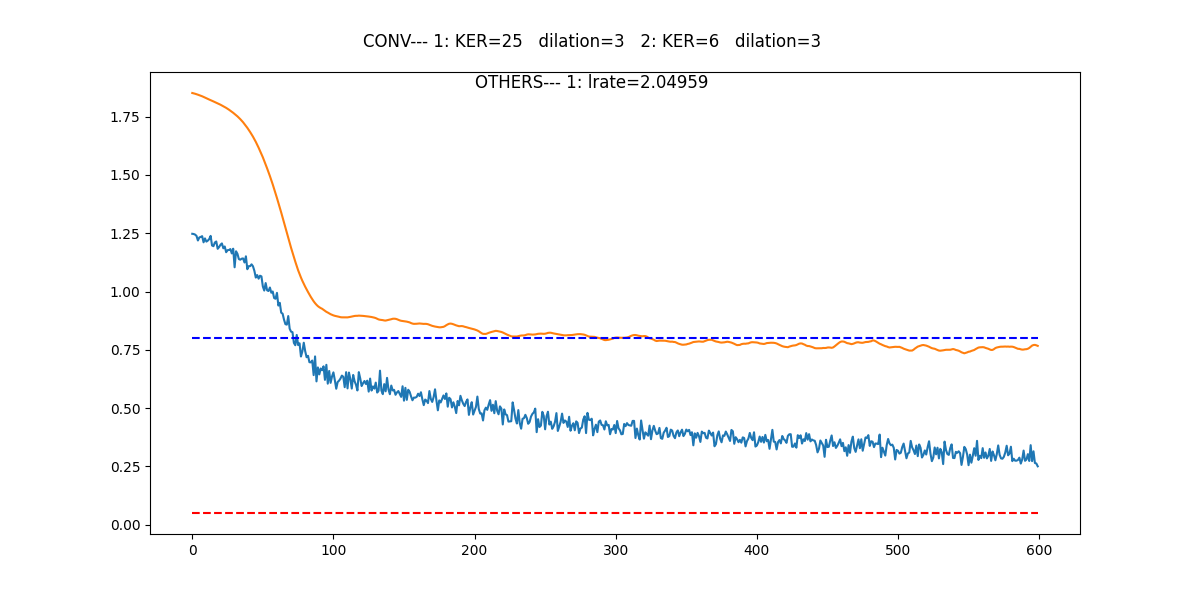 CONV--- 1: KER=25   dilation=3   2: KER=6   dilation=3
OTHERS--- 1: lrate=2.04959
1.75
1.50
1.25
1.00
0.75
0.50
0.25
0.00
0 100 200 300 400 500 600